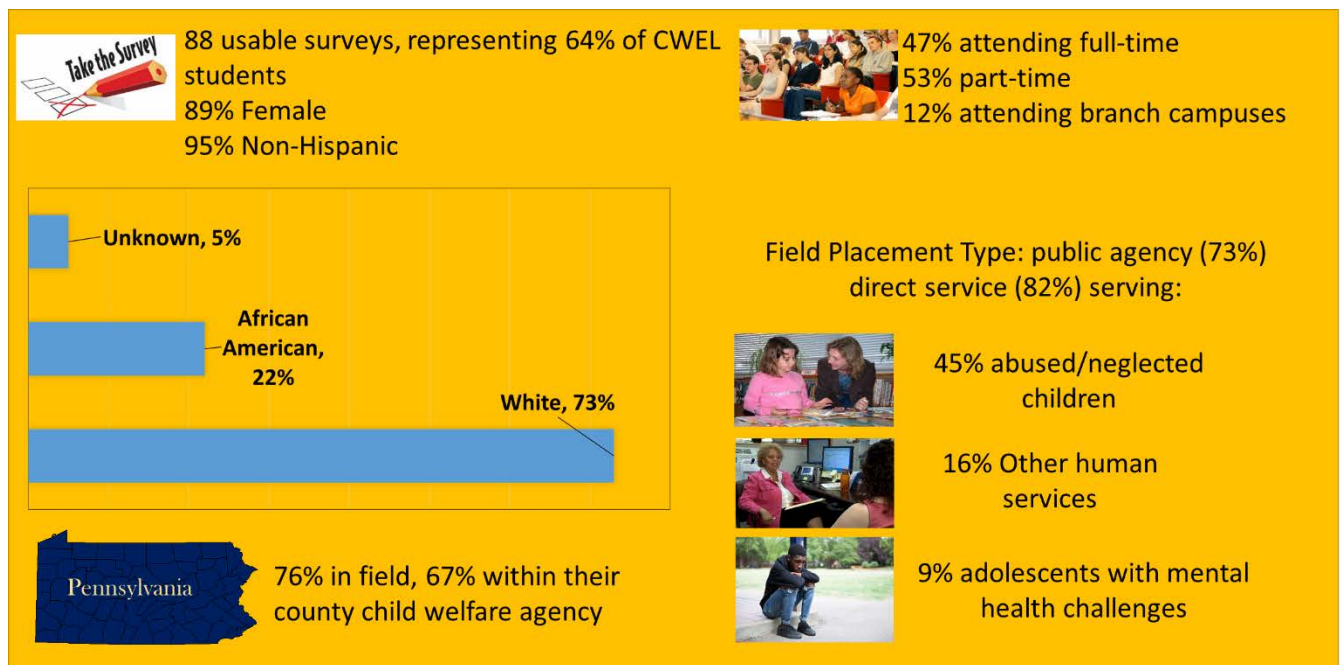 Take the Survey
88 usable surveys, representing 64% of CWEL
students
89% Female
95% Non-Hispanic
47% attending full-time
53% part-time
12% attending branch campuses
Unknown, 5%
African
American,
22%
White, 73%
Field Placement Type: public agency (73%)
direct service (82%) serving:
45% abused/neglected
children
16% Other human
services
9% adolescents with mental
health challenges
Pennsylvania
76% in field, 67% within their
county child welfare agency